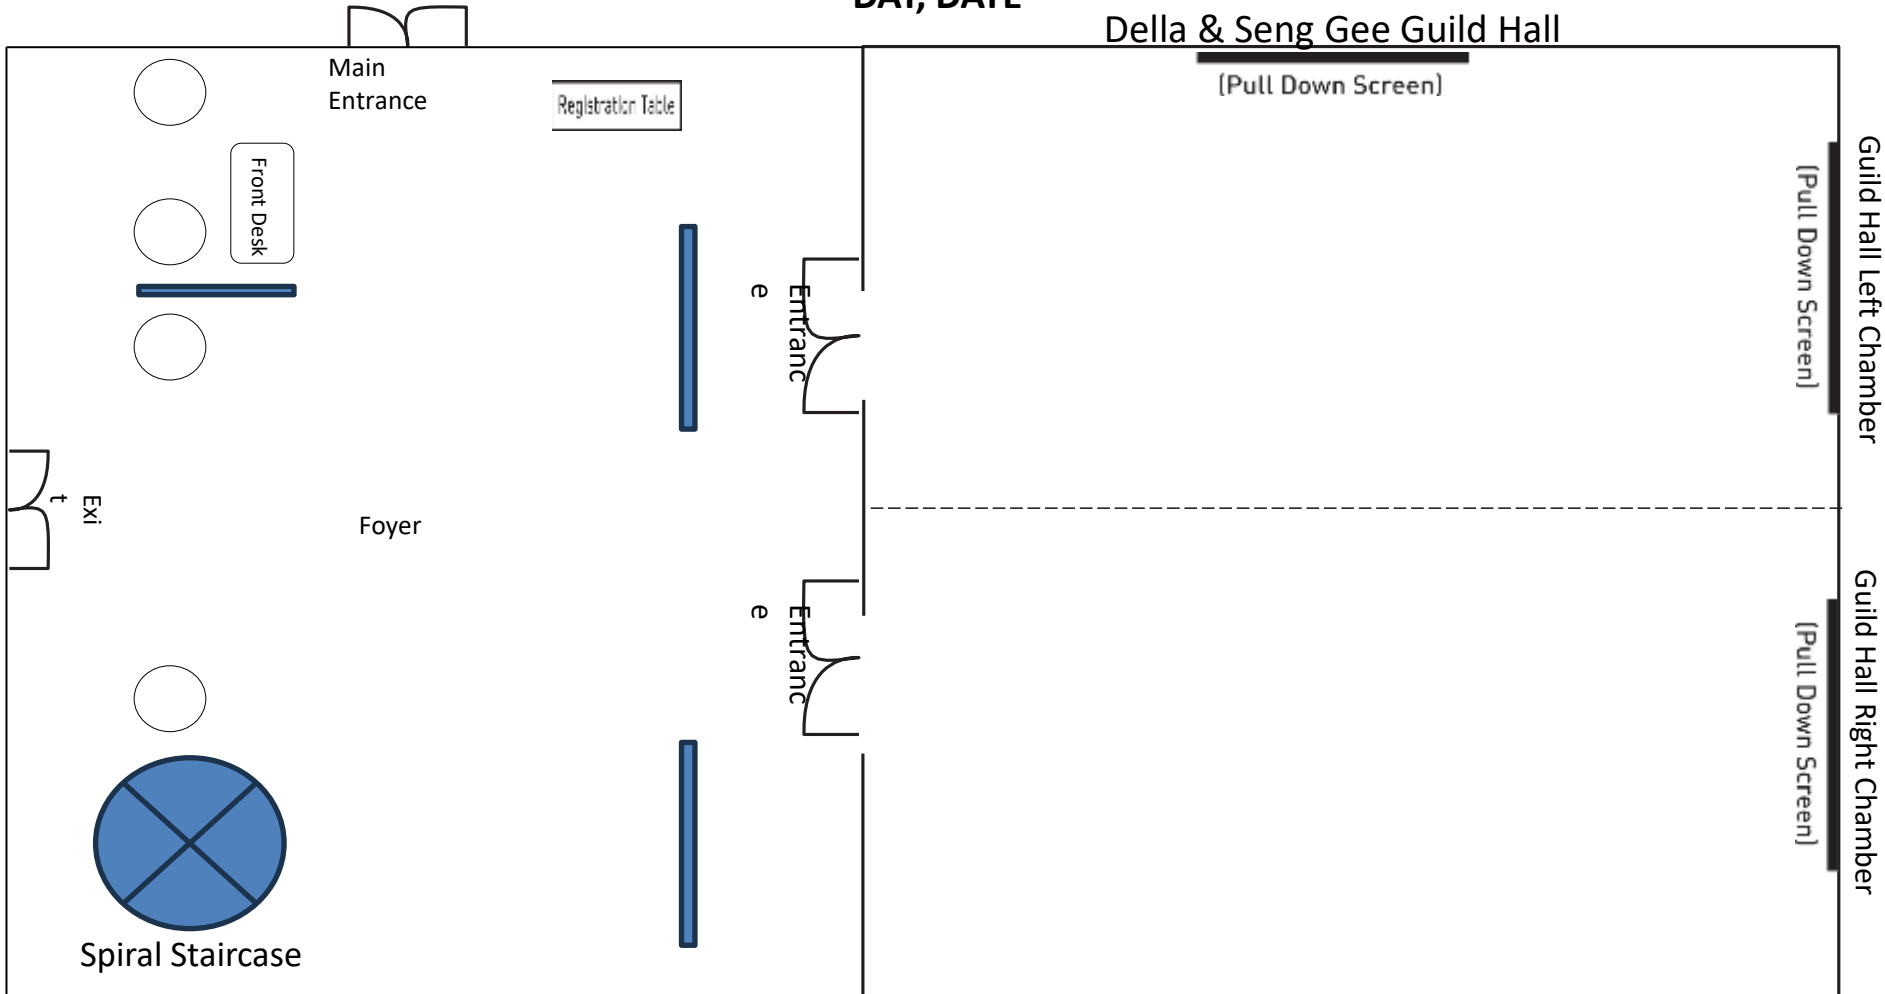 DAY, DATE
Della & Seng Gee Guild Hall
Main
Entrance
(Pull Down Screen)
Registration Table
Front Desk
Guild Hall Left Chamber
(Pull Down Screen)
Entranc
e
Exi
t
Foyer
Entranc
e
Guild Hall Right Chamber
(Pull Down Screen)
Spiral Staircase